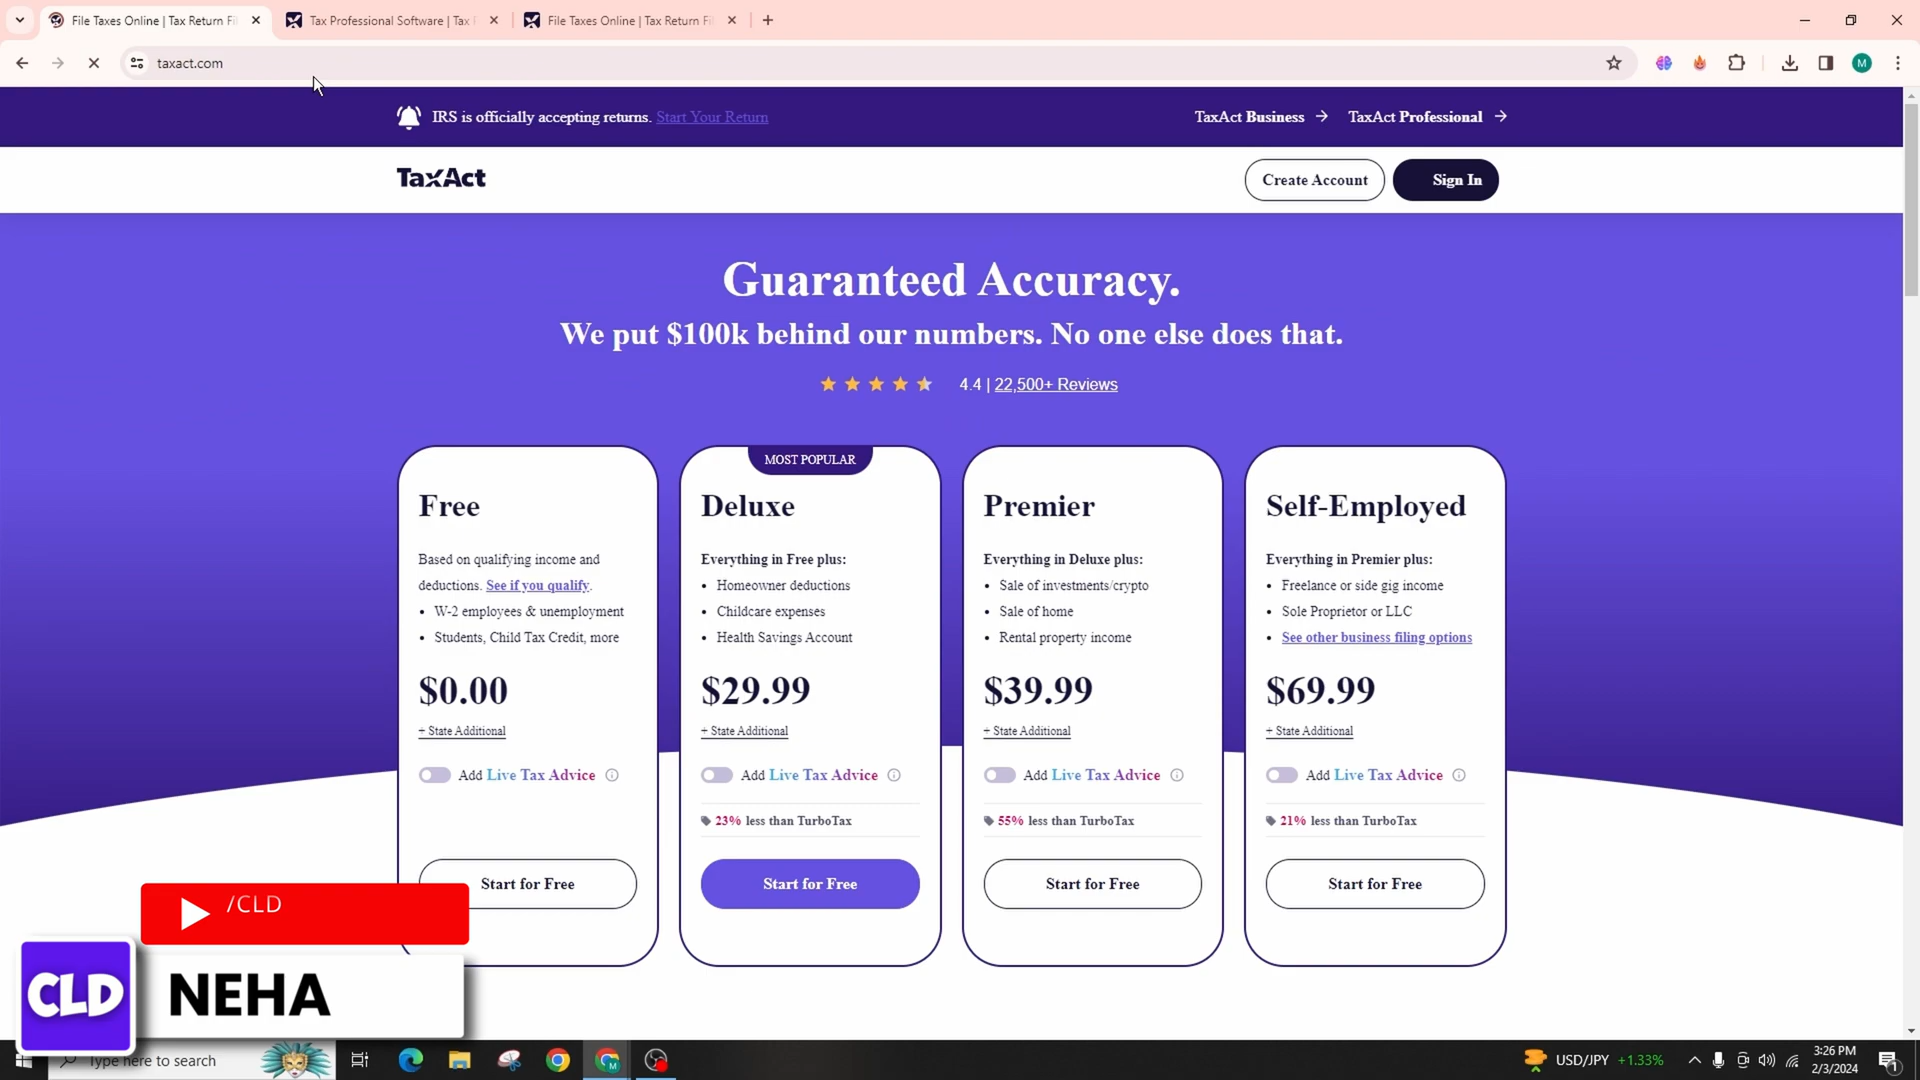 File Taxes Online | Tax Return Fi
Tax Professional Software | Tax
File Taxes Online | Tax Return Fi
taxact.com
M
IRS is officially accepting returns. Start Your Return
TaxAct Business
TaxAct Professional
TaxAct
Create Account
Sign In
Guaranteed Accuracy.
We put $100k behind our numbers. No one else does that.
4.4 | 22,500+ Reviews
Free
Based on qualifying income and
deductions. See if you qualify.
• W-2 employees & unemployment
• Students, Child Tax Credit, more
$0.00
+ State Additional
Add Live Tax Advice
Start for Free
MOST POPULAR
Deluxe
Everything in Free plus:
• Homeowner deductions
• Childcare expenses
• Health Savings Account
$29.99
+ State Additional
Add Live Tax Advice
23% less than TurboTax
Start for Free
Premier
Everything in Deluxe plus:
• Sale of investments/crypto
• Sale of home
• Rental property income
$39.99
+ State Additional
Add Live Tax Advice
55% less than TurboTax
Start for Free
Self-Employed
Everything in Premier plus:
• Freelance or side gig income
• Sole Proprietor or LLC
• See other business filing options
$69.99
+ State Additional
Add Live Tax Advice
21% less than TurboTax
Start for Free
/CLD
CLD
NEHA
Type here to search
USD/JPY +1.33%
3:26 PM
2/3/2024
1